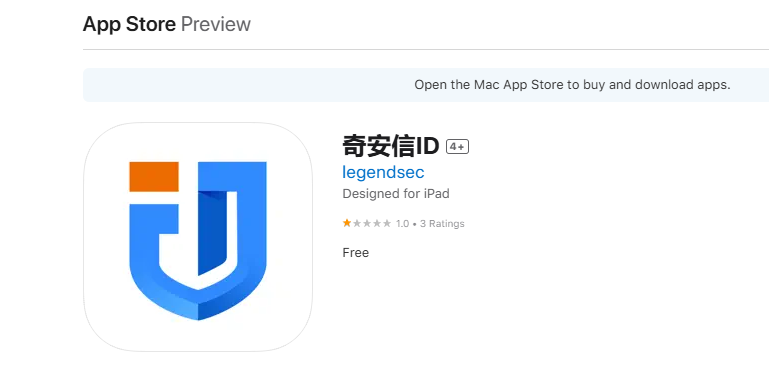 App Store Preview
Open the Mac App Store to buy and download apps.
奇安信ID 4+
legendsec
Designed for iPad
1.0 • 3 Ratings
Free